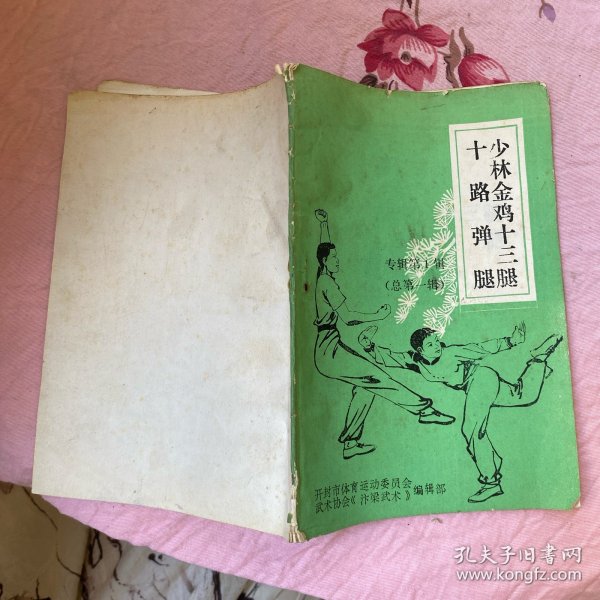 少林金鸡十三腿
十路弹腿
专辑第1辑
(总第一辑)
开封市体育运动委员会
武术协会《汴梁武术》编辑部
孔夫子旧书网
www.kongfz.com